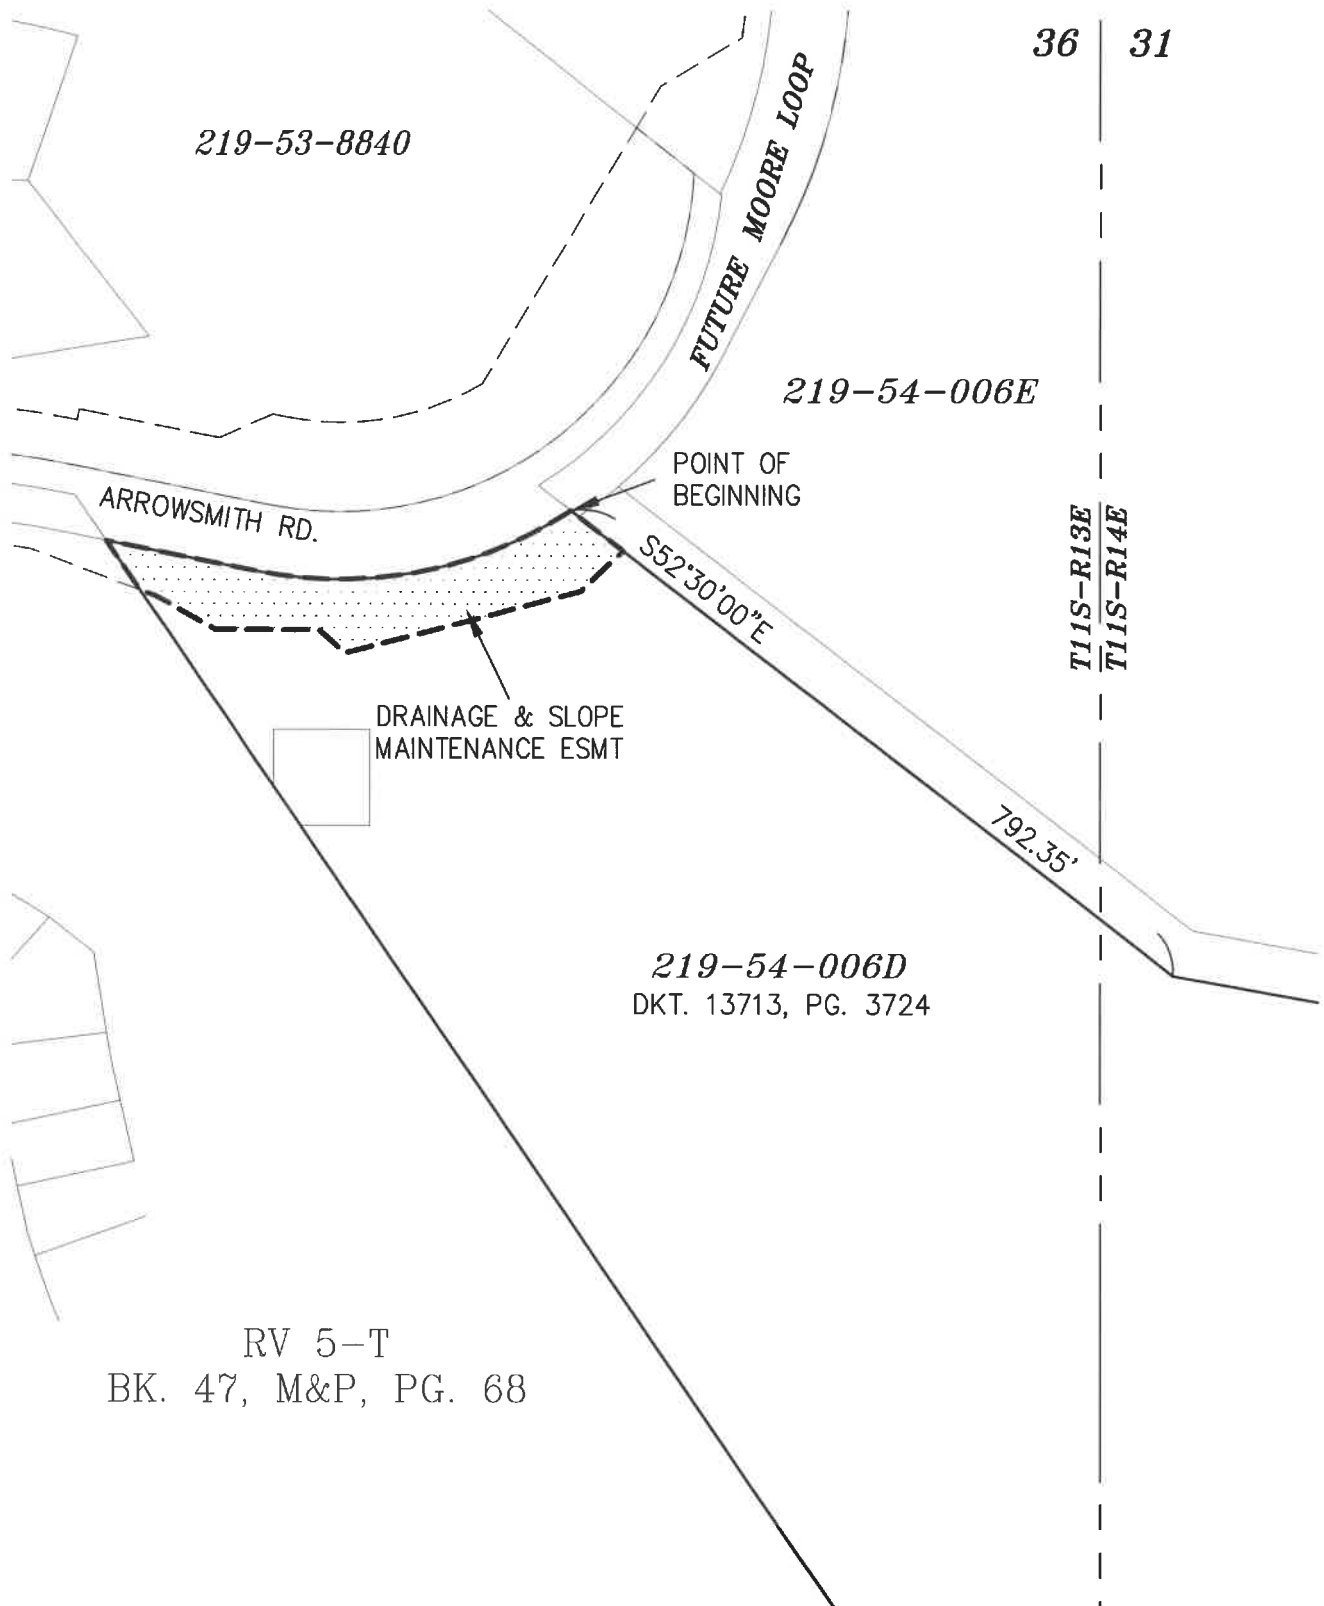 36 31
219-53-8840
FUTURE MOORE LOOP
219-54-006E
POINT OF
BEGINNING
ARROWSMITH RD.
S52°30'00"E
T11S-R13E
T11S-R14E
DRAINAGE & SLOPE
MAINTENANCE ESMT
792.35'
219-54-006D
DKT. 13713, PG. 3724
RV 5-T
BK. 47, M&P, PG. 68